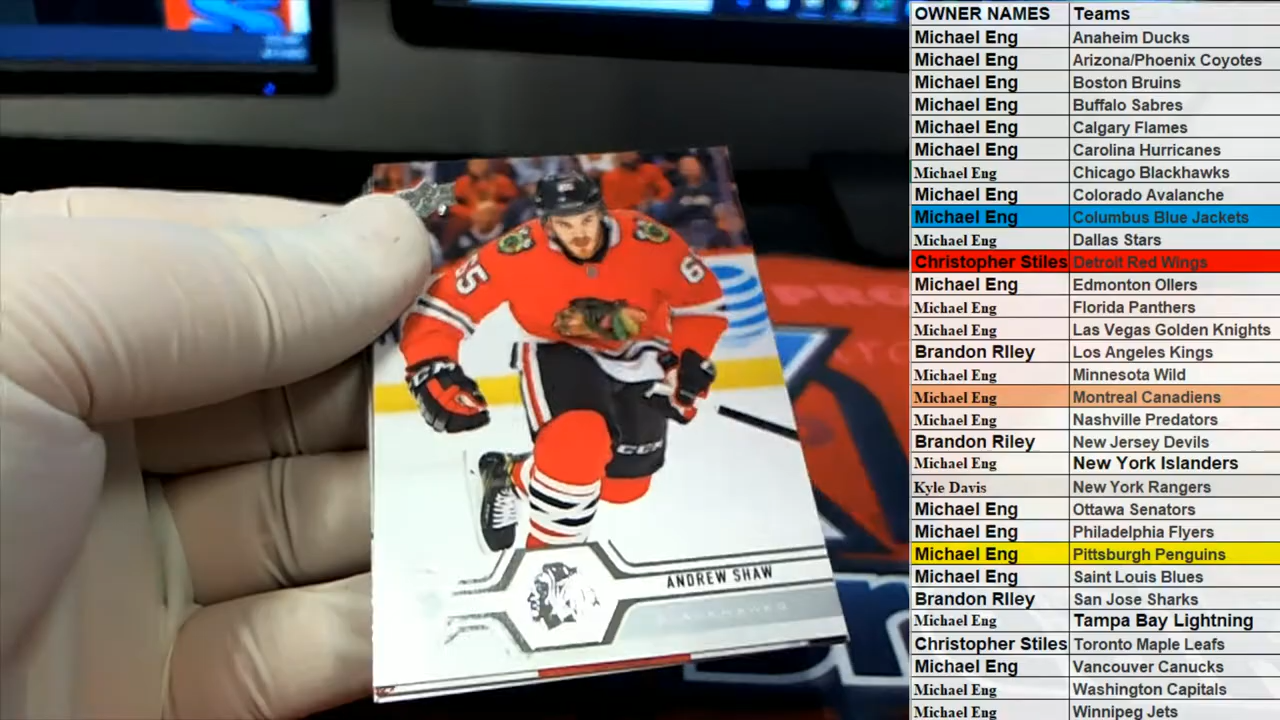 65
65
CCM
CCM
ANDREW SHAW
BLACKHAWKS
PRO
OWNER NAMES Teams
Michael Eng Anaheim Ducks
Michael Eng Arizona/Phoenix Coyotes
Michael Eng Boston Bruins
Michael Eng Buffalo Sabres
Michael Eng Calgary Flames
Michael Eng Carolina Hurricanes
Michael Eng Chicago Blackhawks
Michael Eng Colorado Avalanche
Michael Eng Columbus Blue Jackets
Michael Eng Dallas Stars
Christopher Stiles Detroit Red Wings
Michael Eng Edmonton Ollers
Michael Eng Florida Panthers
Michael Eng Las Vegas Golden Knights
Brandon RIley Los Angeles Kings
Michael Eng Minnesota Wild
Michael Eng Montreal Canadiens
Michael Eng Nashville Predators
Brandon Riley New Jersey Devils
Michael Eng New York Islanders
Kyle Davis New York Rangers
Michael Eng Ottawa Senators
Michael Eng Philadelphia Flyers
Michael Eng Pittsburgh Penguins
Michael Eng Saint Louis Blues
Brandon RIley San Jose Sharks
Michael Eng Tampa Bay Lightning
Christopher Stiles Toronto Maple Leafs
Michael Eng Vancouver Canucks
Michael Eng Washington Capitals
Michael Eng Winnipeg Jets